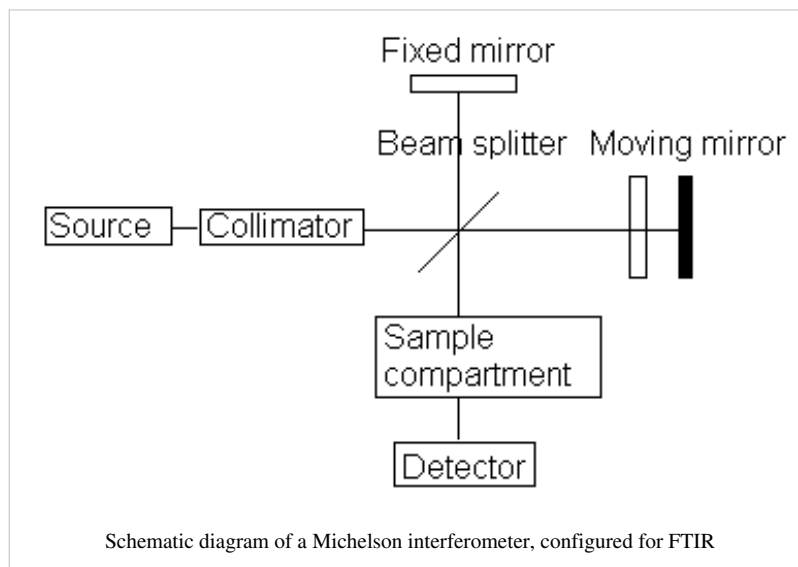 Fixed mirror
Beam splitter
Moving mirror
Source
Collimator
Sample
compartment
Detector
Schematic diagram of a Michelson interferometer, configured for FTIR